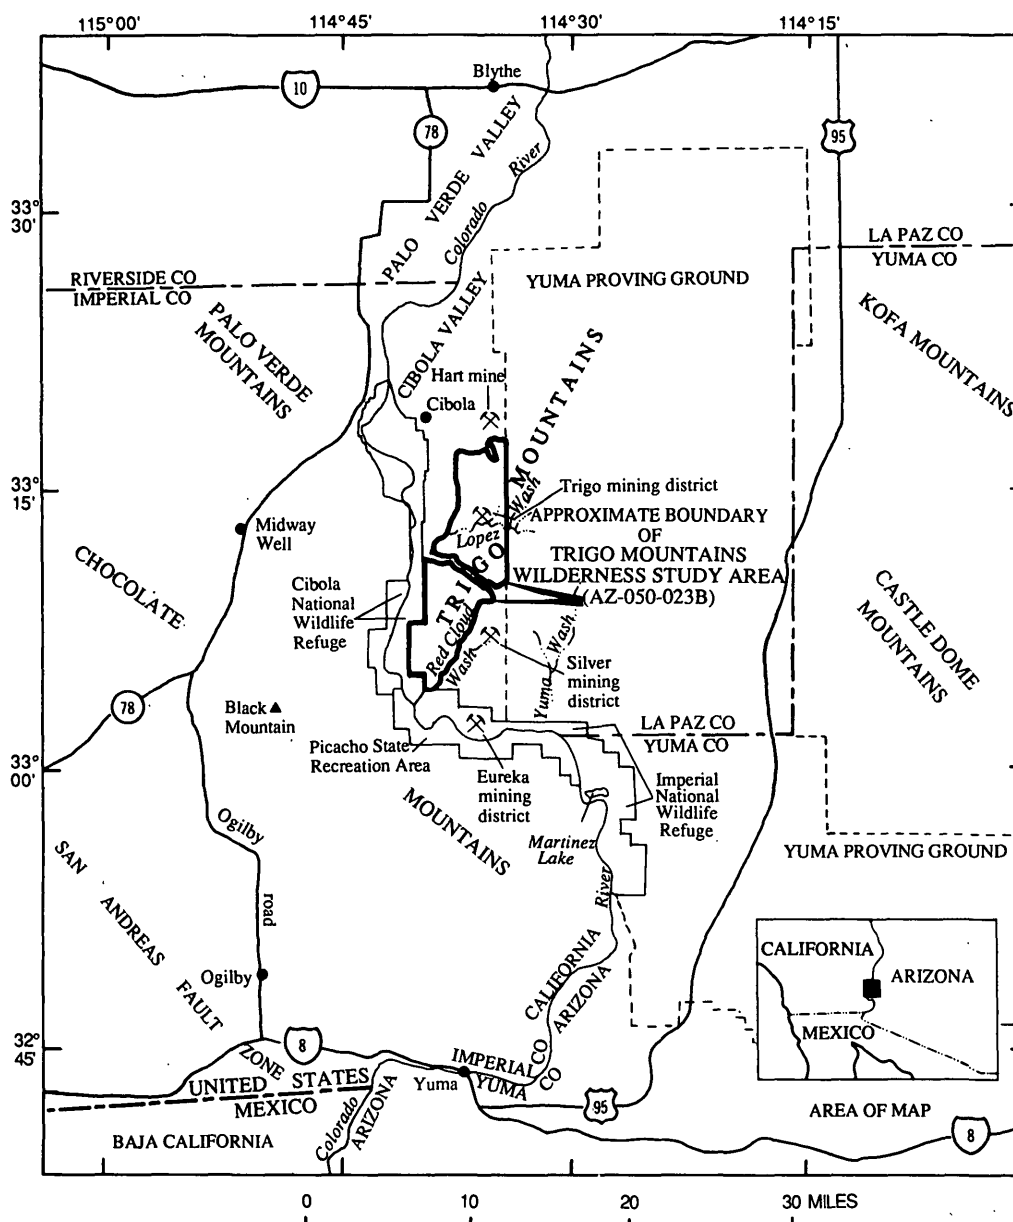 115°00'
114°45'
114°30'
114°15'
Blythe
10
78
95
PALO VERDE VALLEY
Colorado River
33°
30'
LA PAZ CO
YUMA CO
RIVERSIDE CO
IMPERIAL CO
YUMA PROVING GROUND
PALO VERDE
MOUNTAINS
CIBOLA VALLEY
KOFA MOUNTAINS
Hart mine
Cibola
TRIGO MOUNTAINS
33°
15'
Wash
Trigo mining district
Lopez
APPROXIMATE BOUNDARY
OF
TRIGO MOUNTAINS
WILDERNESS STUDY AREA
(AZ-050-023B)
Midway
Well
CHOCOLATE
Cibola
National
Wildlife
Refuge
CASTLE DOME
MOUNTAINS
Red Cloud
Wash
Silver
mining
district
Yuma Wash
78
Black
Mountain
LA PAZ CO
YUMA CO
Picacho State
Recreation Area
33°
00'
Eureka
mining
district
Imperial
National
Wildlife
Refuge
MOUNTAINS
Ogilby
road
Martinez
Lake
YUMA PROVING GROUND
SAN ANDREAS FAULT ZONE
River
CALIFORNIA
ARIZONA
Ogilby
CALIFORNIA
ARIZONA
MEXICO
32°
45'
8
IMPERIAL CO
YUMA CO
Yuma
UNITED STATES
MEXICO
Colorado
ARIZONA
95
AREA OF MAP
8
BAJA CALIFORNIA
0
10
20
30 MILES